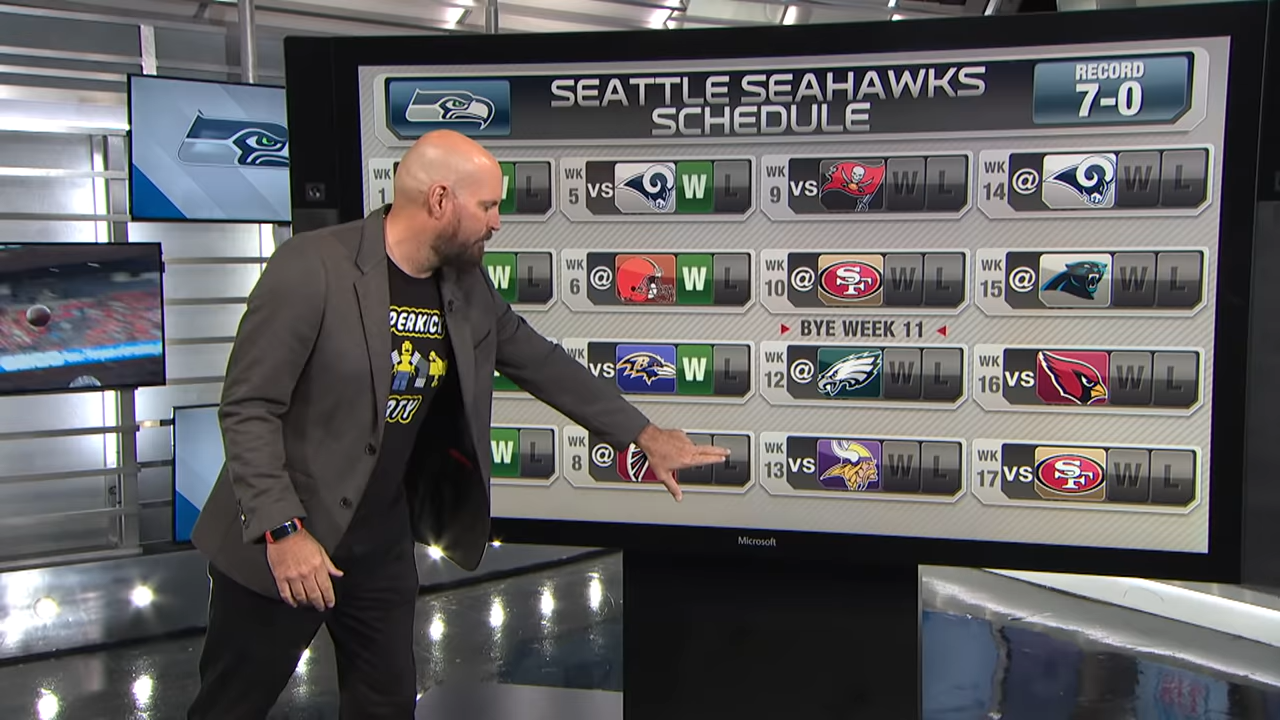 SEATTLE SEAHAWKS
SCHEDULE
RECORD
7-0
WK 1 W L
WK 5 VS W L
WK 9 VS W L
WK 14 @ W L
W L
WK 6 @ W L
WK 10 @ W L
WK 15 @ W L
BYE WEEK 11
WK VS W L
WK 12 @ W L
WK 16 VS W L
W L
WK 8 @ L
WK 13 VS W L
WK 17 VS W L
Microsoft